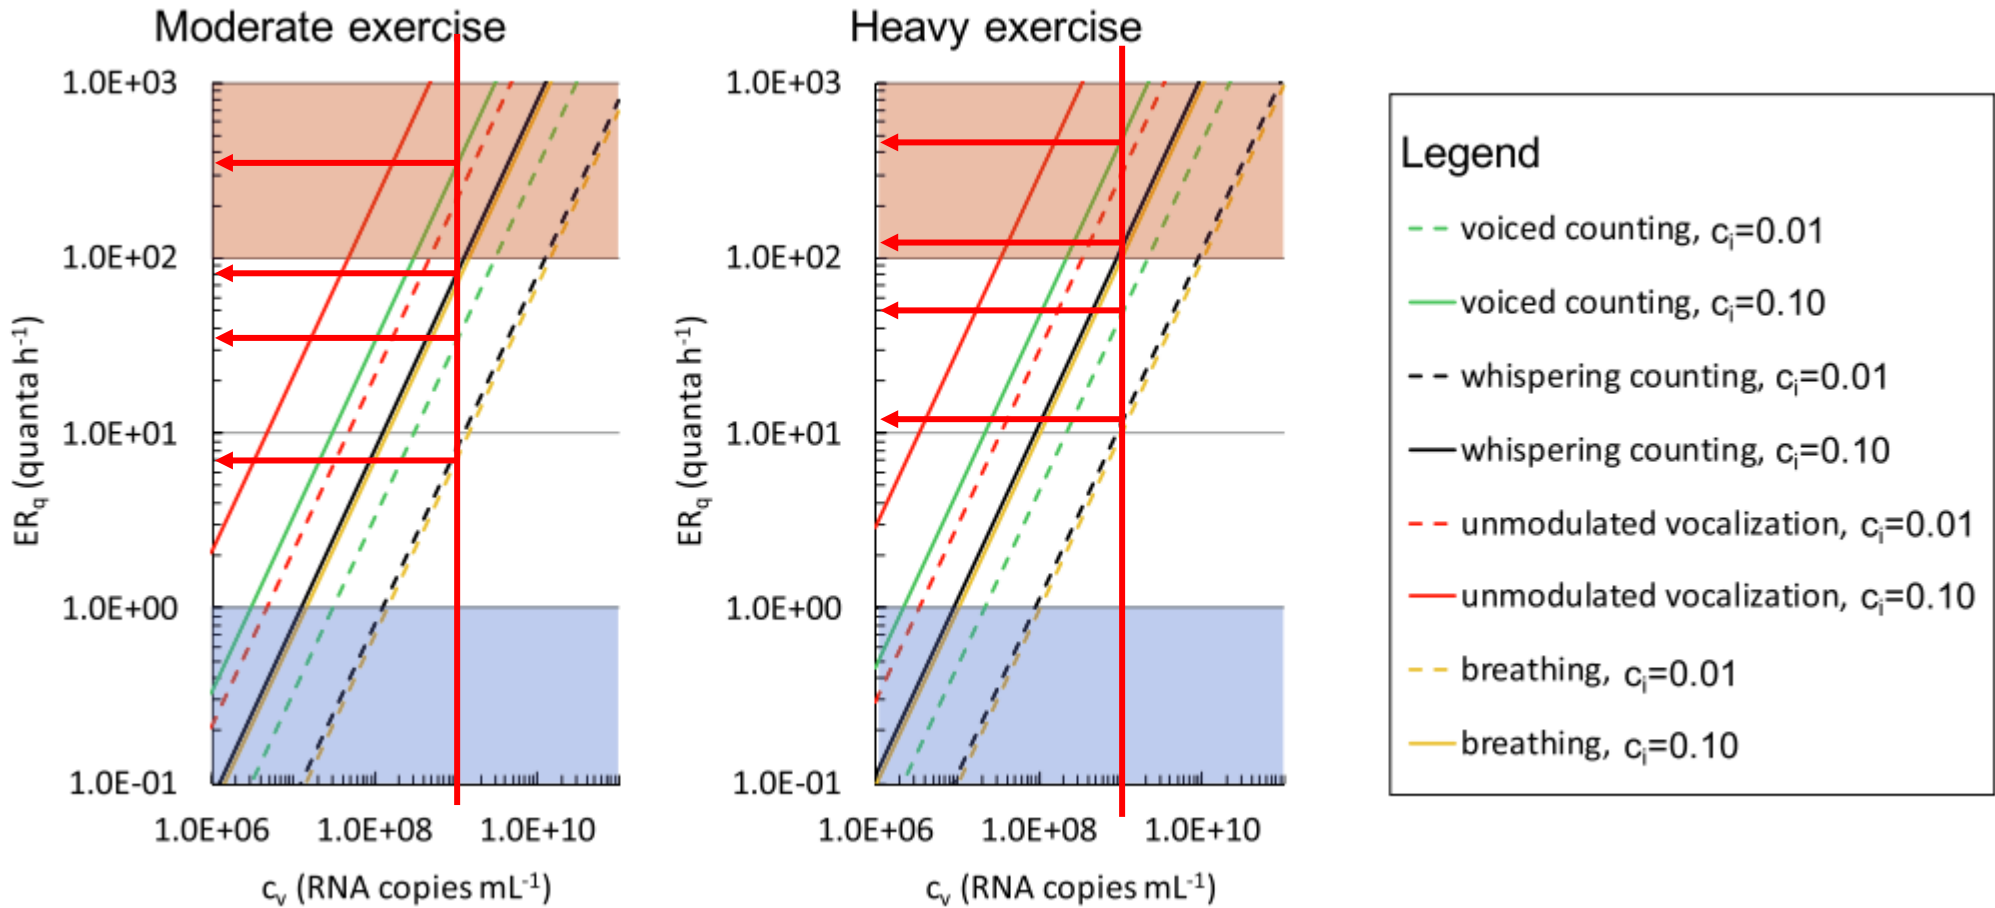 Moderate exercise
1.0E+03
1.0E+02
1.0E+01
1.0E+00
1.0E-01
ERq (quanta h-1)
1.0E+06 1.0E+08 1.0E+10
cv (RNA copies mL-1)
Heavy exercise
1.0E+03
1.0E+02
1.0E+01
1.0E+00
1.0E-01
ERq (quanta h-1)
1.0E+06 1.0E+08 1.0E+10
cv (RNA copies mL-1)
Legend
voiced counting, ci=0.01
voiced counting, ci=0.10
whispering counting, ci=0.01
whispering counting, ci=0.10
unmodulated vocalization, ci=0.01
unmodulated vocalization, ci=0.10
breathing, ci=0.01
breathing, ci=0.10